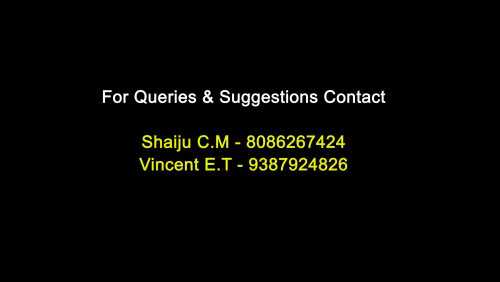 For Queries & Suggestions Contact
Shaiju C.M - 8086267424
Vincent E.T - 9387924826